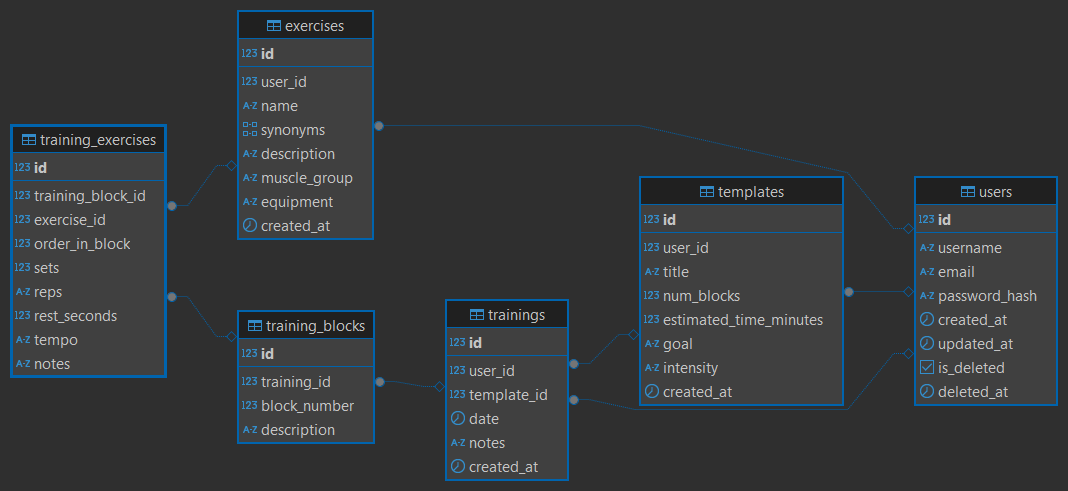 exercises
123 id
123 user_id
A-Z name
synonyms
A-Z description
A-Z muscle_group
A-Z equipment
created_at
training_exercises
123 id
123 training_block_id
123 exercise_id
123 order_in_block
123 sets
A-Z reps
123 rest_seconds
A-Z tempo
A-Z notes
training_blocks
123 id
123 training_id
123 block_number
A-Z description
trainings
123 id
123 user_id
123 template_id
date
A-Z notes
created_at
templates
123 id
123 user_id
A-Z title
123 num_blocks
123 estimated_time_minutes
A-Z goal
A-Z intensity
created_at
users
123 id
A-Z username
A-Z email
A-Z password_hash
created_at
updated_at
is_deleted
deleted_at